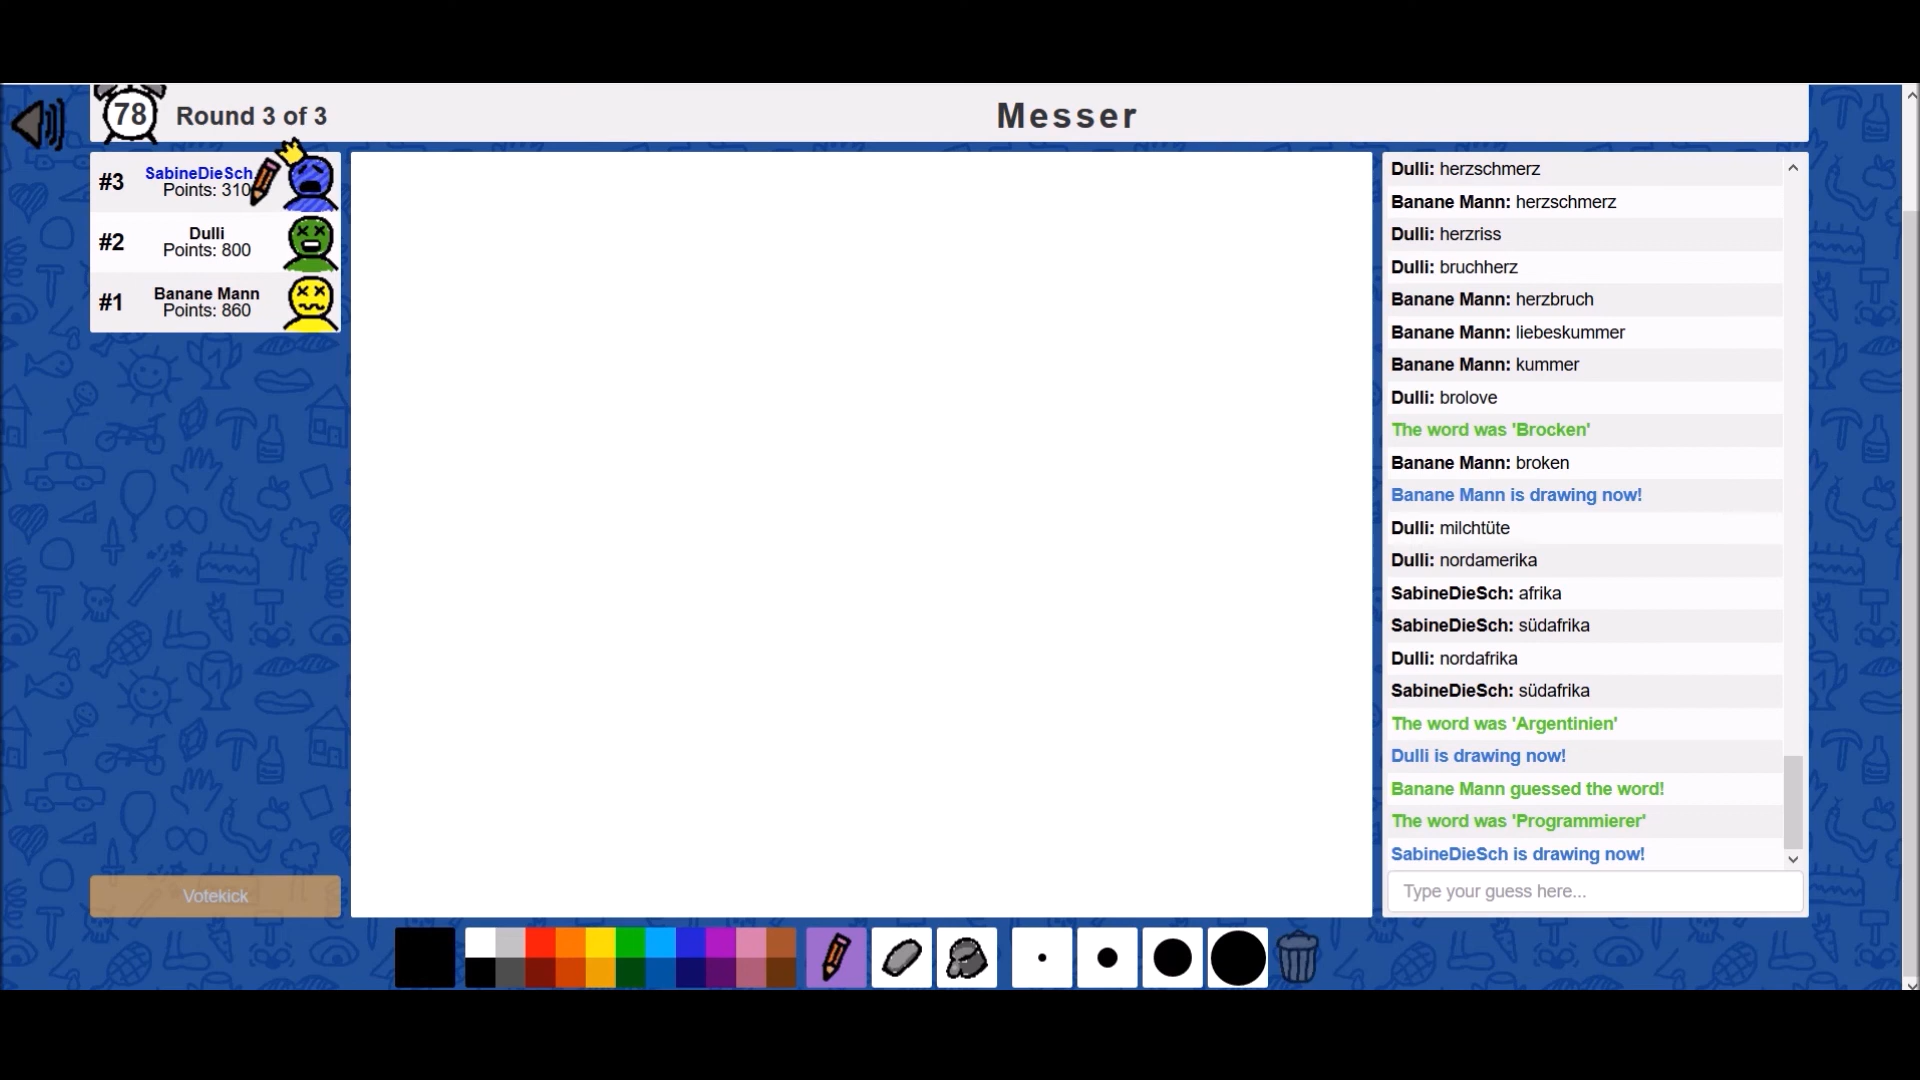 78
Round 3 of 3
Messer
#3
SabineDieSch
Points: 310
#2
Dulli
Points: 800
#1
Banane Mann
Points: 860
Votekick
Dulli: herzschmerz
Banane Mann: herzschmerz
Dulli: herzriss
Dulli: bruchherz
Banane Mann: herzbruch
Banane Mann: liebeskummer
Banane Mann: kummer
Dulli: brolove
The word was 'Brocken'
Banane Mann: broken
Banane Mann is drawing now!
Dulli: milchtüte
Dulli: nordamerika
SabineDieSch: afrika
SabineDieSch: südafrika
Dulli: nordafrika
SabineDieSch: südafrika
The word was 'Argentinien'
Dulli is drawing now!
Banane Mann guessed the word!
The word was 'Programmierer'
SabineDieSch is drawing now!
Type your guess here...